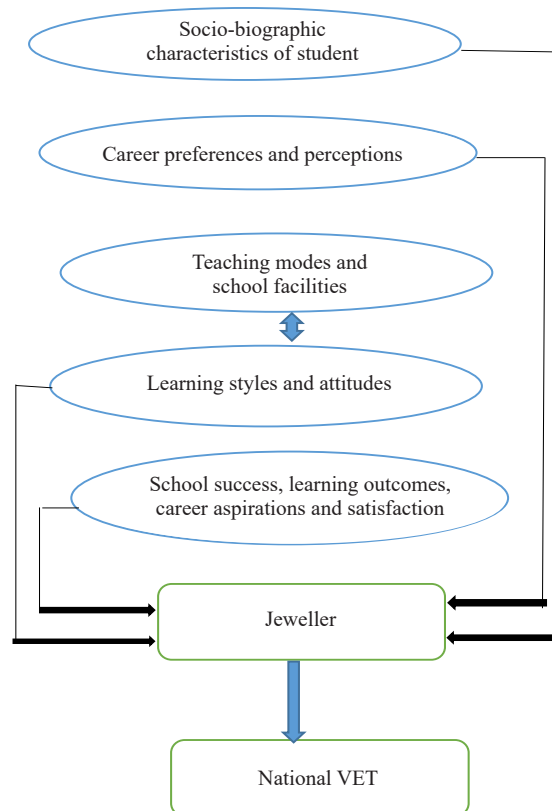 Socio-biographic
characteristics of student
Career preferences and perceptions
Teaching modes and
school facilities
Learning styles and attitudes
School success, learning outcomes,
career aspirations and satisfaction
Jeweller
National VET